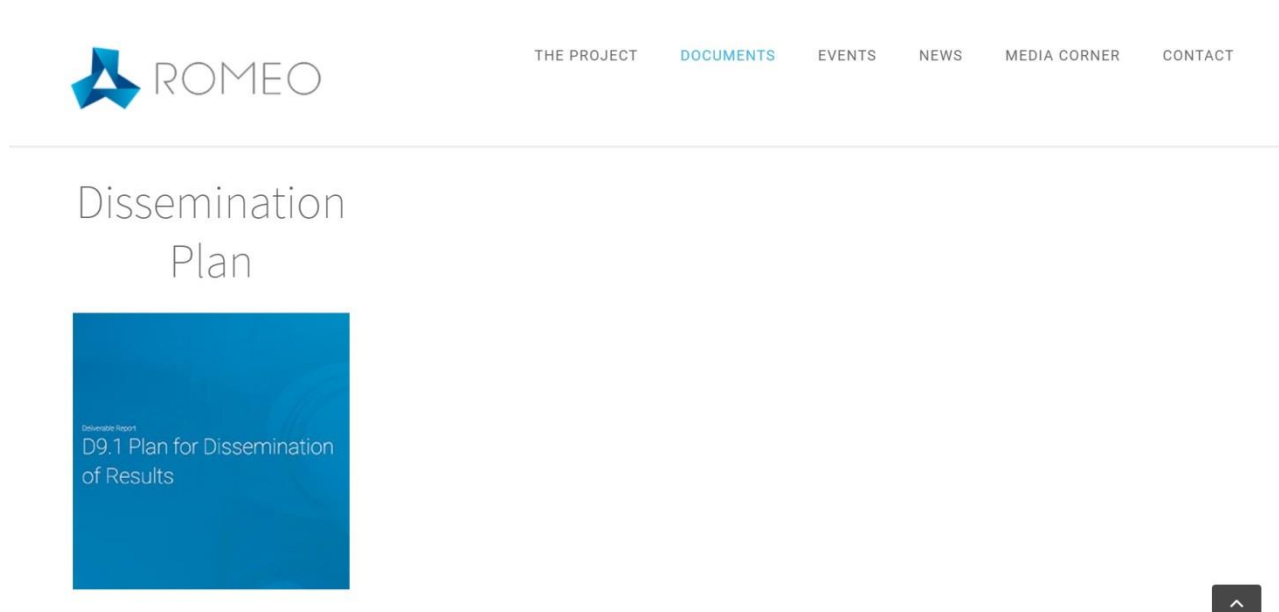 ROMEO
THE PROJECT DOCUMENTS EVENTS NEWS MEDIA CORNER CONTACT
Dissemination
Plan
Deliverable Report
D9.1 Plan for Dissemination
of Results